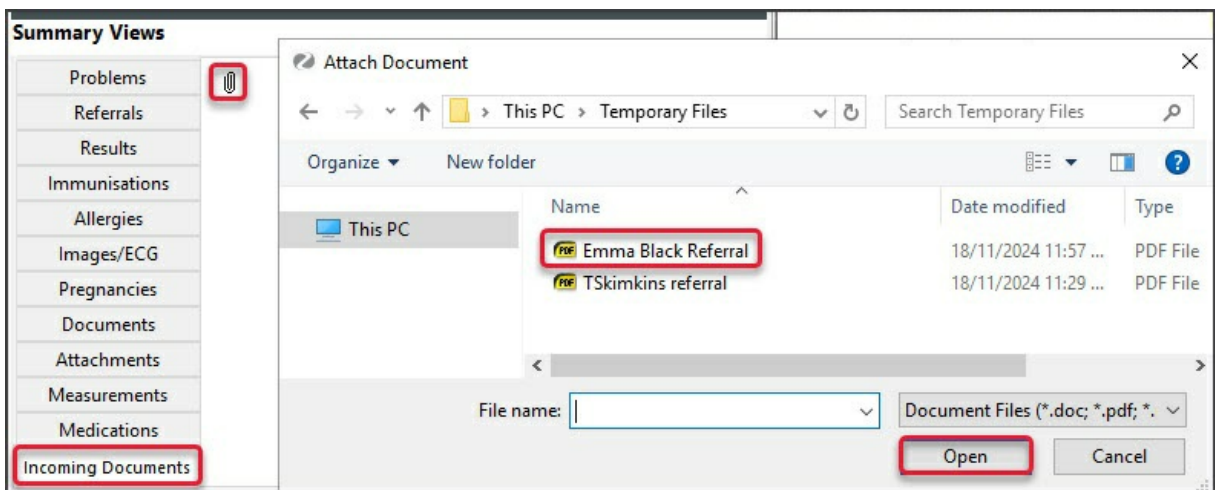 Summary Views
Problems
Referrals
Results
Immunisations
Allergies
Images/ECG
Pregnancies
Documents
Attachments
Measurements
Medications
Incoming Documents
Attach Document
This PC > Temporary Files
Search Temporary Files
Organize
New folder
This PC
Name Date modified Type
PDF Emma Black Referral 18/11/2024 11:57 ... PDF File
PDF TSkimkins referral 18/11/2024 11:29 ... PDF File
File name:
Document Files (*.doc; *.pdf; *.
Open
Cancel